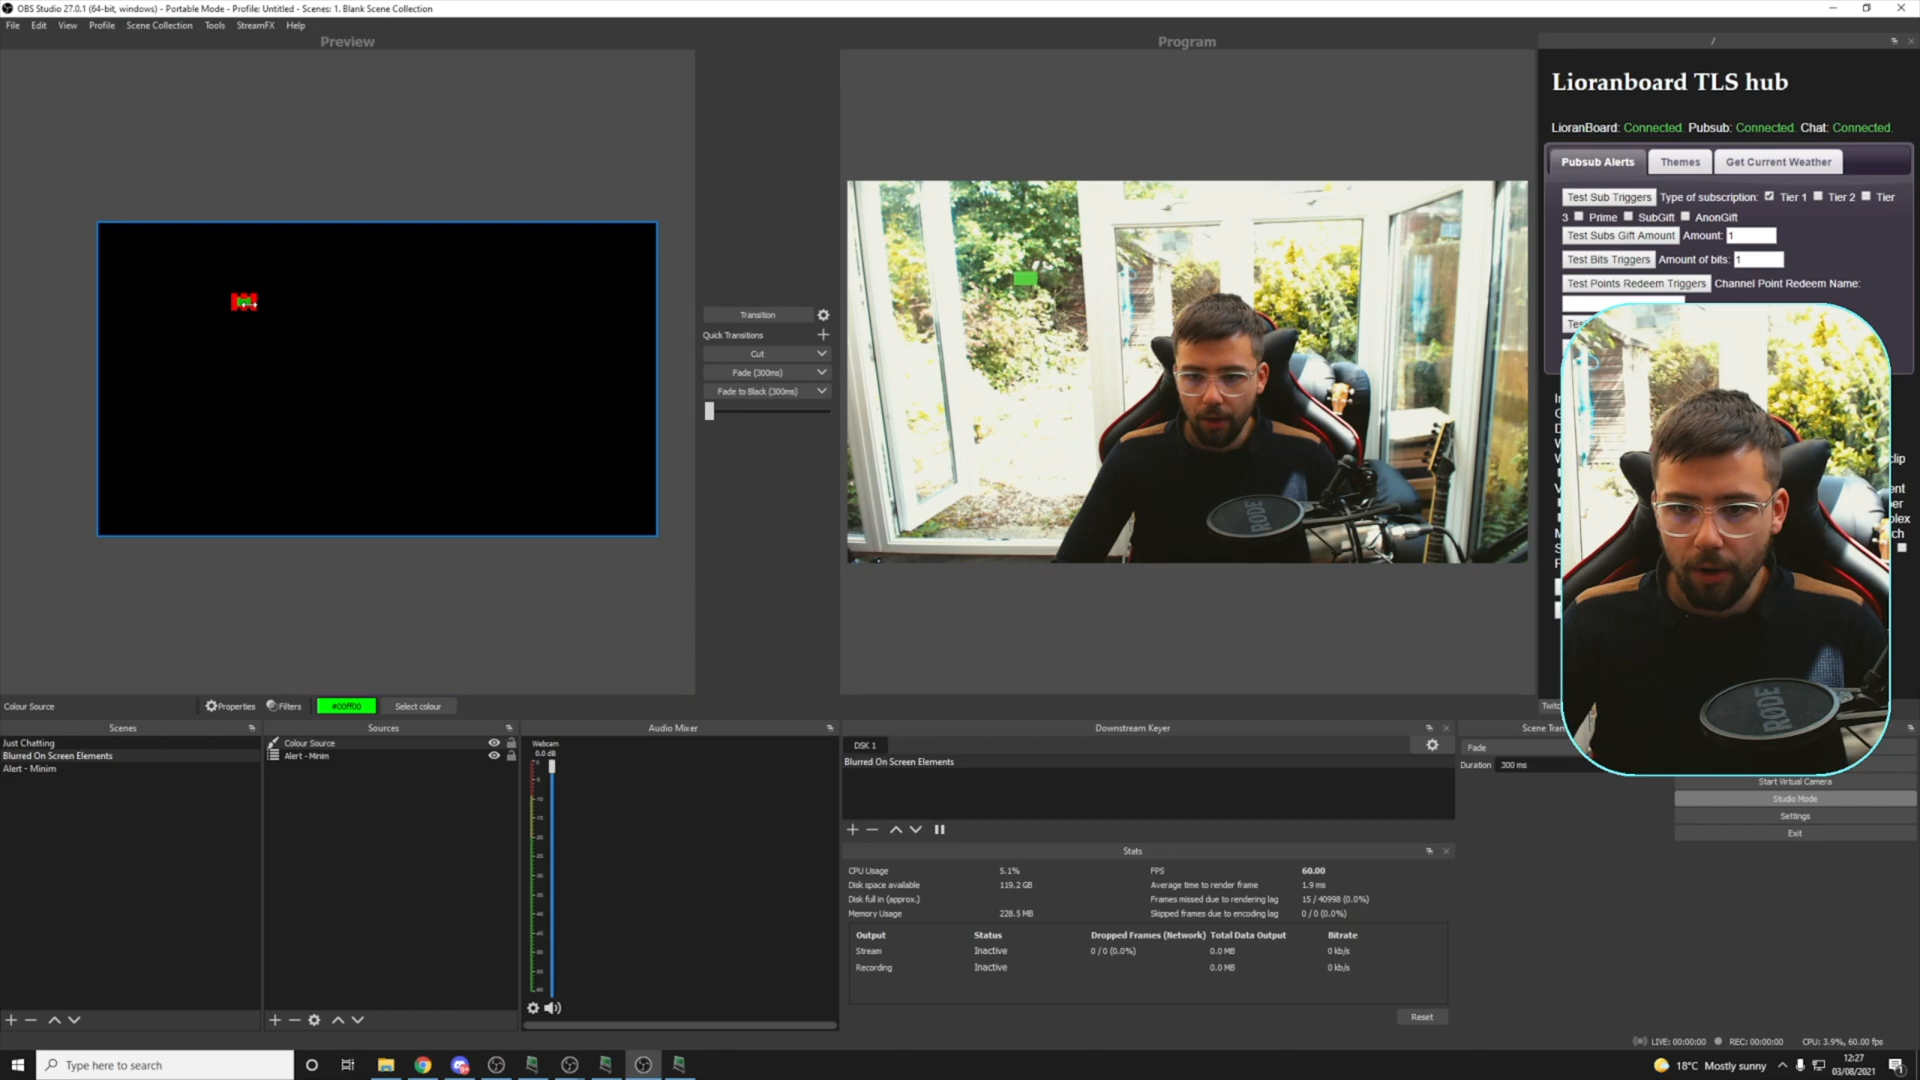 OBS Studio 27.0.1 (64-bit, windows) - Portable Mode - Profile: Untitled - Scenes: 1. Blank Scene Collection
File Edit View Profile Scene Collection Tools StreamFX Help
Preview
Program
/
Lioranboard TLS hub
LioranBoard: Connected. Pubsub: Connected. Chat: Connected.
Pubsub Alerts Themes Get Current Weather
Test Sub Triggers Type of subscription: Tier 1 Tier 2 Tier
3 Prime SubGift AnonGift
Test Subs Gift Amount Amount: 1
Test Bits Triggers Amount of bits: 1
Test Points Redeem Triggers Channel Point Redeem Name:
Transition
Quick Transitions
Cut
Fade (300ms)
Fade to Black (300ms)
RØDE
RØDE
Colour Source Properties Filters #00ff00 Select colour
Scenes
Just Chatting
Blurred On Screen Elements
Alert - Minim
Sources
Colour Source
Alert - Minim
Audio Mixer
Webcam
0.0 dB
Downstream Keyer
DSK 1
Blurred On Screen Elements
Scene Tran
Fade
Duration 300 ms
Start Virtual Camera
Studio Mode
Settings
Exit
Stats
CPU Usage 5.1% FPS 60.00
Disk space available 119.2 GB Average time to render frame 1.9 ms
Disk full in (approx.) Frames missed due to rendering lag 15 / 40998 (0.0%)
Memory Usage 228.5 MB Skipped frames due to encoding lag 0 / 0 (0.0%)
Output Status Dropped Frames (Network) Total Data Output Bitrate
Stream Inactive 0 / 0 (0.0%) 0.0 MB 0 kb/s
Recording Inactive 0.0 MB 0 kb/s
Reset
LIVE: 00:00:00 REC: 00:00:00 CPU: 3.9%, 60.00 fps
Type here to search
18°C Mostly sunny
12:27
03/08/2021